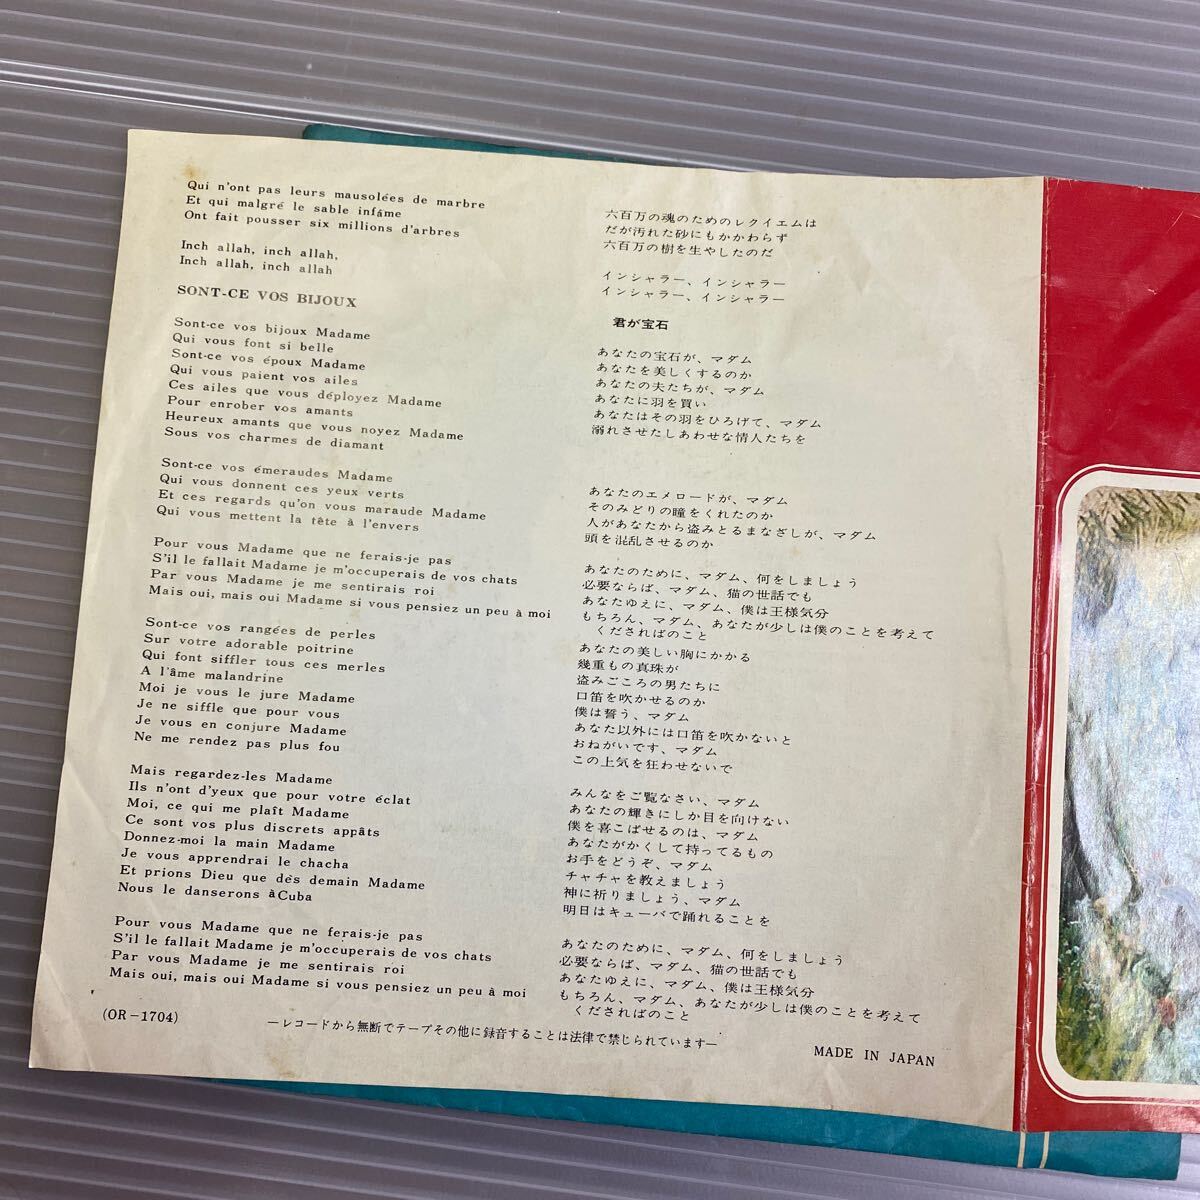 Qui n'ont pas leurs mausolées de marbre
Et qui malgré le sable infâme
Ont fait pousser six millions d'arbres
Inch allah, inch allah,
Inch allah, inch allah
SONT-CE VOS BIJOUX
Sont-ce vos bijoux Madame
Qui vous font si belle
Sont-ce vos époux Madame
Qui vous paient vos ailes
Ces ailes que vous déployez Madame
Pour enrober vos amants
Heureux amants que vous noyez Madame
Sous vos charmes de diamant
Sont-ce vos émeraudes Madame
Qui vous donnent ces yeux verts
Et ces regards qu'on vous maraude Madame
Qui vous mettent la tête à l'envers
Pour vous Madame que ne ferais-je pas
S'il le fallait Madame je m'occuperais de vos chats
Par vous Madame je me sentirais roi
Mais oui, mais oui Madame si vous pensiez un peu à moi
Sont-ce vos rangées de perles
Sur votre adorable poitrine
Qui font siffler tous ces merles
A l'âme malandrine
Moi je vous le jure Madame
Je ne siffle que pour vous
Je vous en conjure Madame
Ne me rendez pas plus fou
Mais regardez-les Madame
Ils n'ont d'yeux que pour votre éclat
Moi, ce qui me plaît Madame
Ce sont vos plus discrets appâts
Donnez-moi la main Madame
Je vous apprendrai le chacha
Et prions Dieu que dès demain Madame
Nous le danserons à Cuba
Pour vous Madame que ne ferais-je pas
S'il le fallait Madame je m'occuperais de vos chats
Par vous Madame je me sentirais roi
Mais oui, mais oui Madame si vous pensiez un peu à moi
六百万の魂のためのレクイエムは
だが汚れた砂にもかかわらず
六百万の樹を生やしたのだ
インシャラー、インシャラー
インシャラー、インシャラー
君が宝石
あなたの宝石が、マダム
あなたを美しくするのか
あなたの夫たちが、マダム
あなたに羽を買い
あなたはその羽をひろげて、マダム
溺れさせたしあわせな情人たちを
あなたのエメロードが、マダム
そのみどりの瞳をくれたのか
人があなたから盗みとるまなざしが、マダム
頭を混乱させるのか
あなたのために、マダム、何をしましょう
必要ならば、マダム、猫の世話でも
あなたゆえに、マダム、僕は王様気分
もちろん、マダム、あなたが少しは僕のことを考えて
くださればのこと
あなたの美しい胸にかかる
幾重もの真珠が
盗みごころの男たちに
口笛を吹かせるのか
僕は誓う、マダム
あなた以外には口笛を吹かないと
おねがいです、マダム
この上気を狂わせないで
みんなをご覧なさい、マダム
あなたの輝きにしか目を向けない
僕を喜こばせるのは、マダム
あなたがかくして持ってるもの
お手をどうぞ、マダム
チャチャを教えましょう
神に祈りましょう、マダム
明日はキューバで踊れることを
あなたのために、マダム、何をしましょう
必要ならば、マダム、猫の世話でも
あなたゆえに、マダム、僕は王様気分
もちろん、マダム、あなたが少しは僕のことを考えて
くださればのこと
(OR-1704)
―レコードから無断でテープその他に録音することは法律で禁じられています―
MADE IN JAPAN